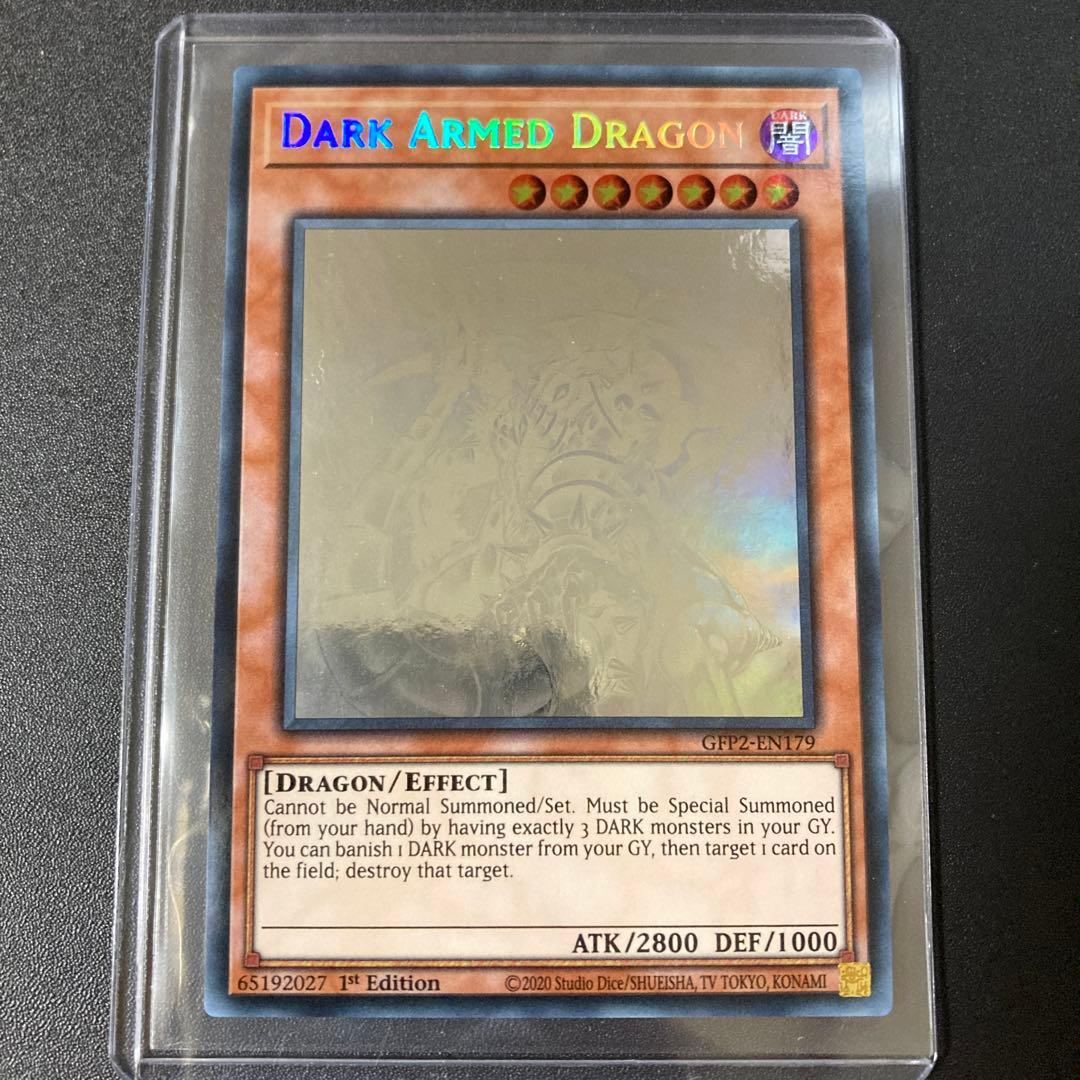 DARK ARMED DRAGON
DARK
闇
GFP2-EN179
[DRAGON/EFFECT]
Cannot be Normal Summoned/Set. Must be Special Summoned
(from your hand) by having exactly 3 DARK monsters in your GY.
You can banish 1 DARK monster from your GY, then target 1 card on
the field; destroy that target.
ATK/2800 DEF/1000
65192027 1st Edition ©2020 Studio Dice/SHUEISHA, TV TOKYO, KONAMI